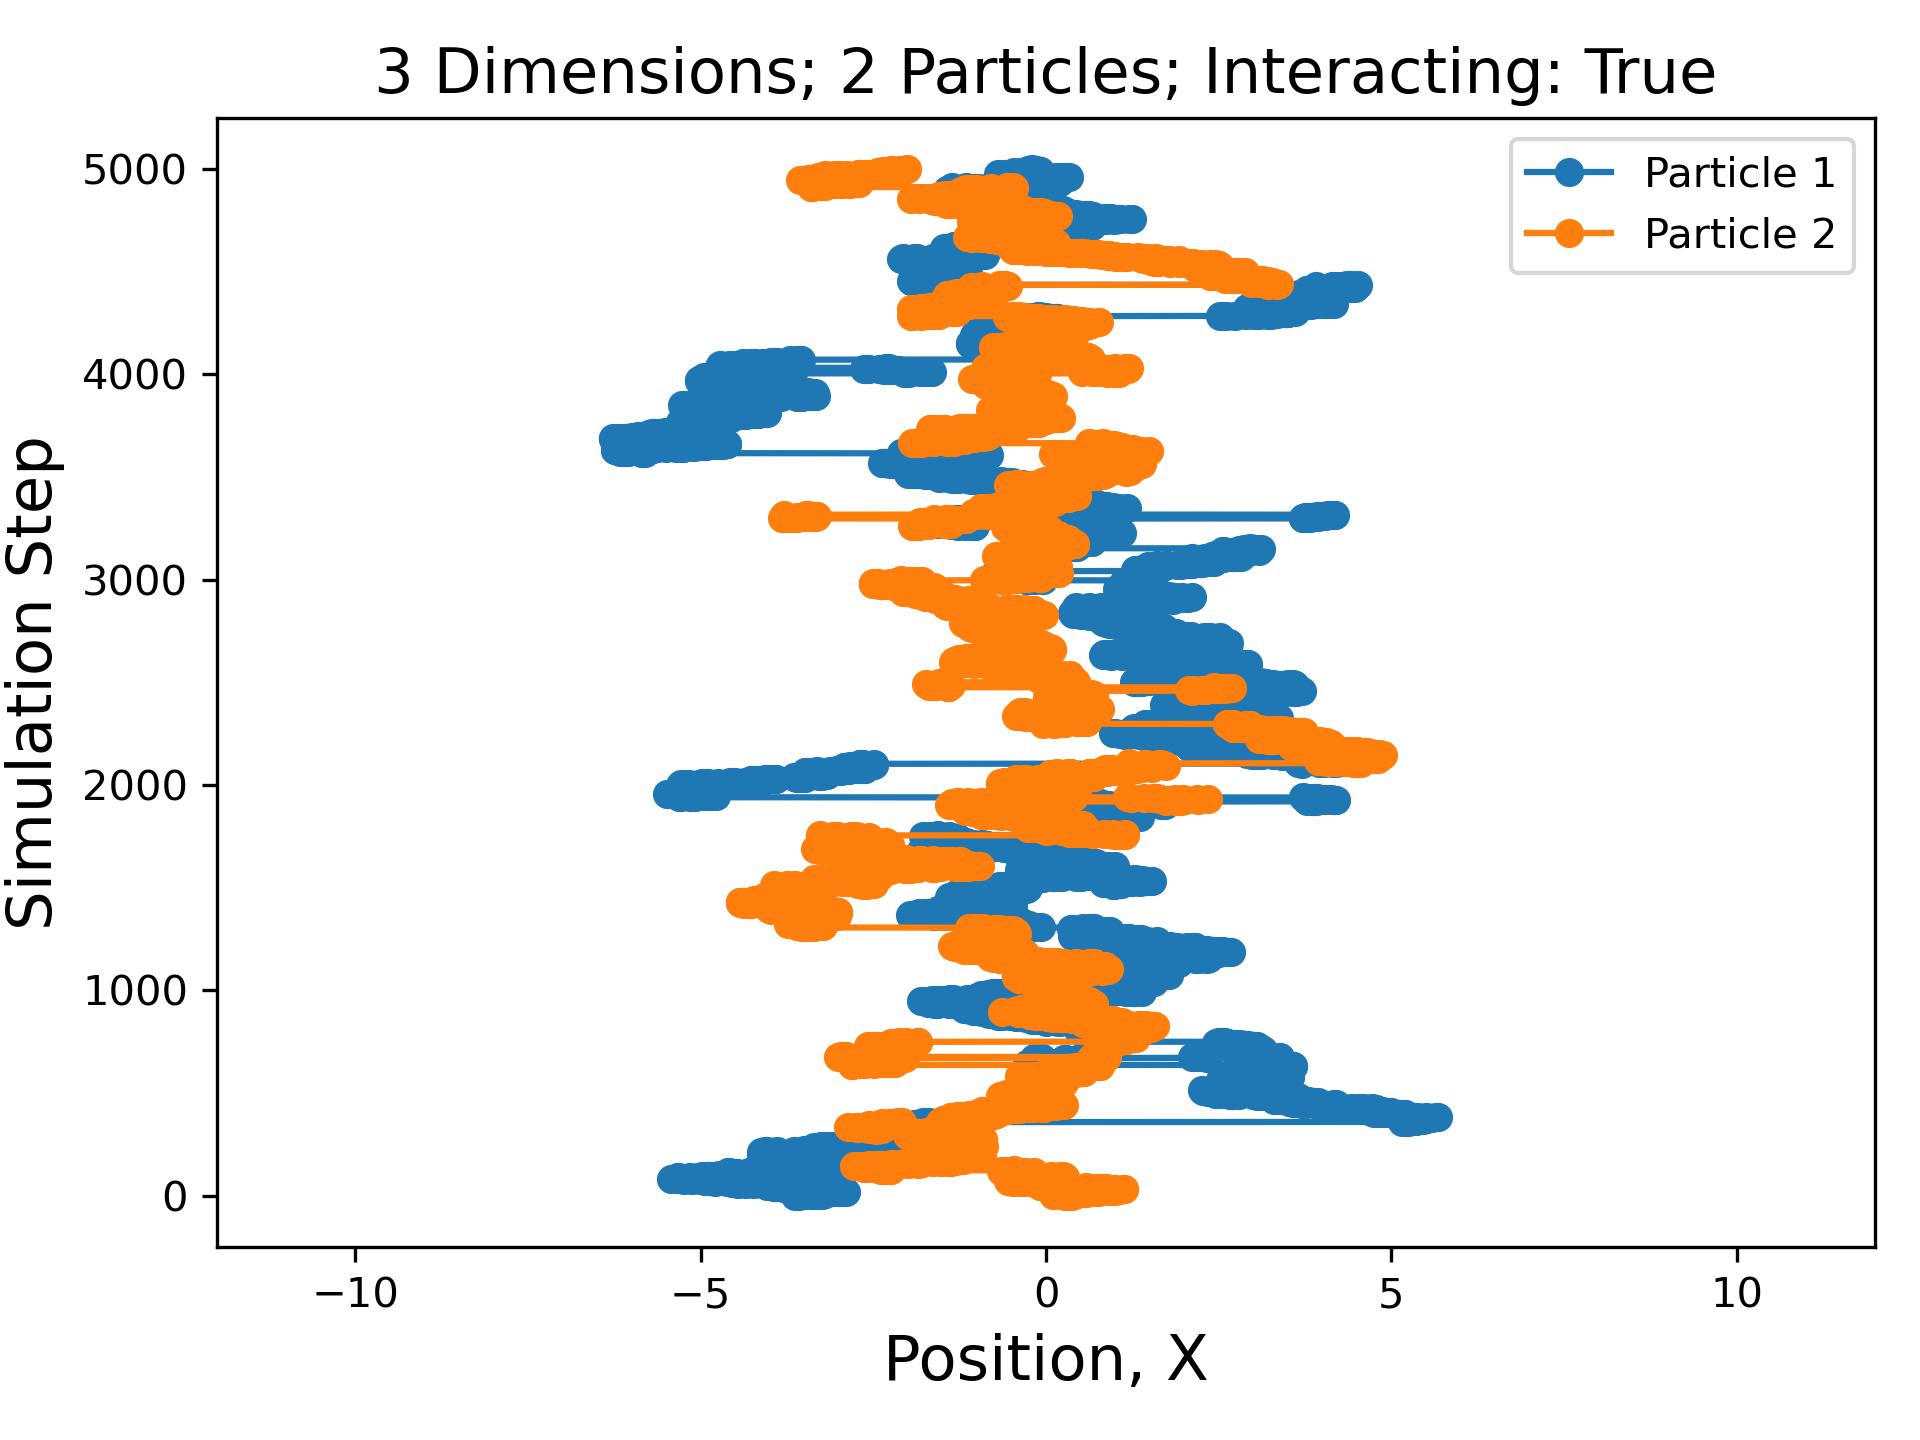 3 Dimensions; 2 Particles; Interacting: True
Particle 1
Particle 2
5000
4000
3000
2000
1000
0
Simulation Step
−10
−5
0
5
10
Position, X